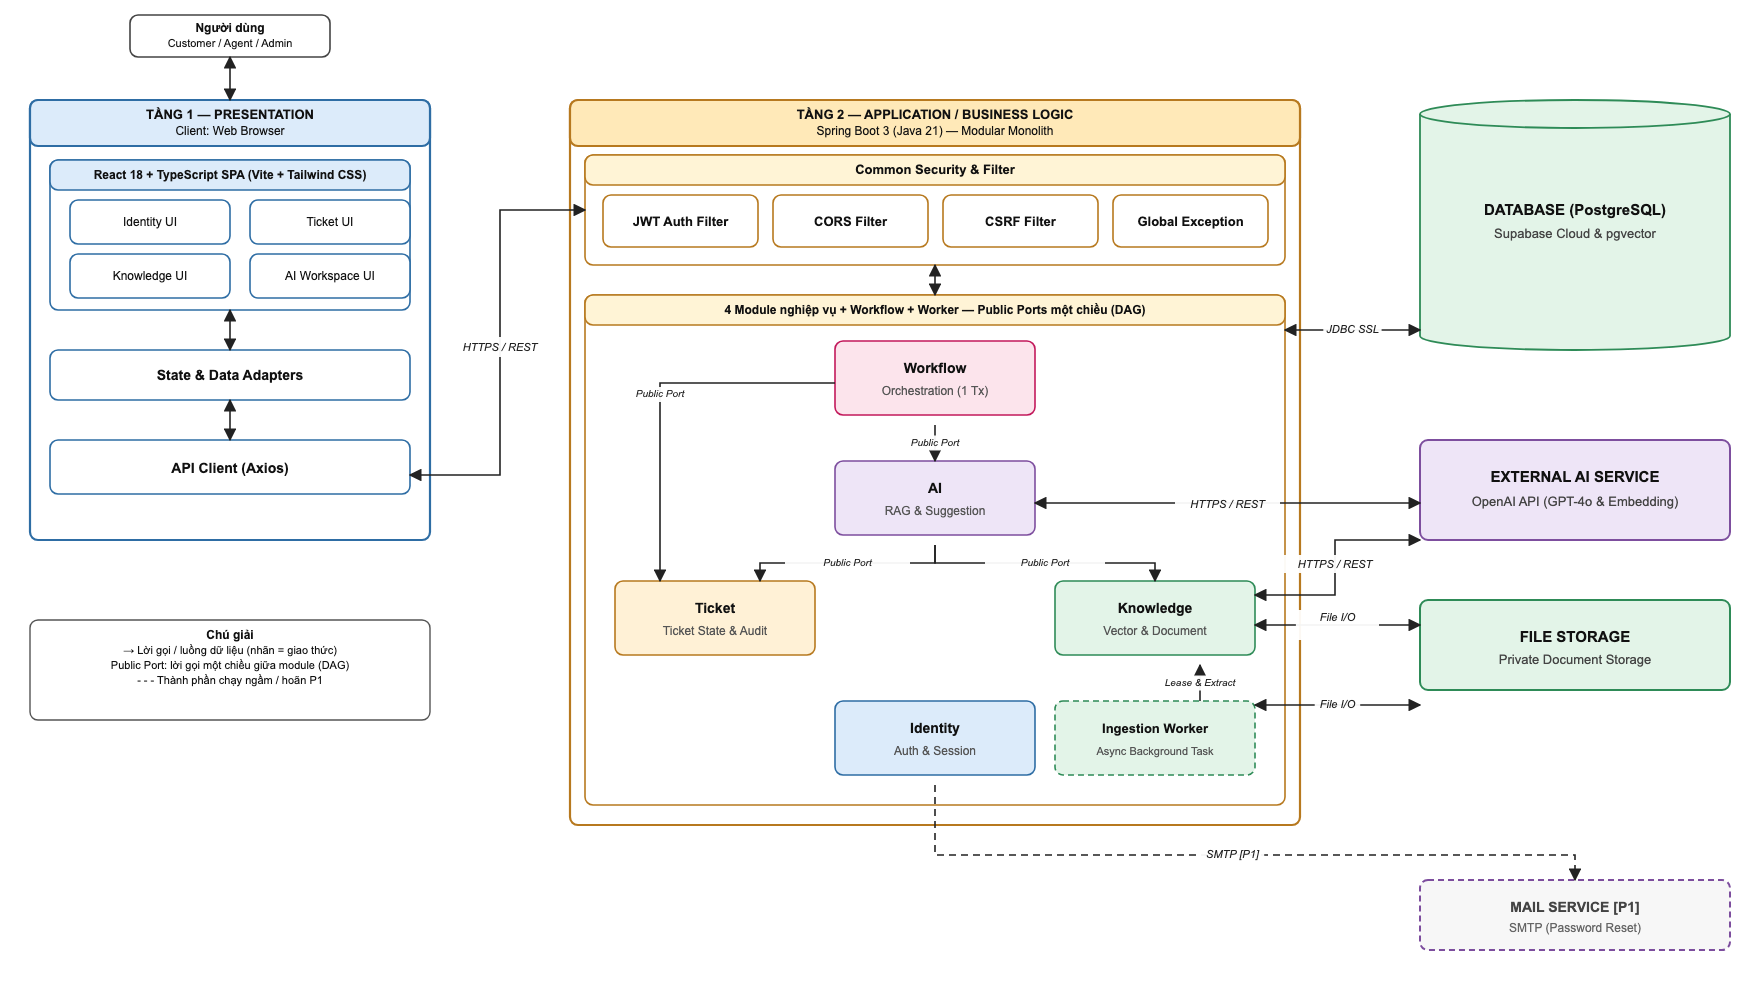 Người dùng
Customer / Agent / Admin
TẦNG 1 — PRESENTATION
Client: Web Browser
React 18 + TypeScript SPA (Vite + Tailwind CSS)
Identity UI
Ticket UI
Knowledge UI
AI Workspace UI
State & Data Adapters
API Client (Axios)
HTTPS / REST
Chú giải
→ Lời gọi / luồng dữ liệu (nhãn = giao thức)
Public Port: lời gọi một chiều giữa module (DAG)
- - - Thành phần chạy ngầm / hoãn P1
TẦNG 2 — APPLICATION / BUSINESS LOGIC
Spring Boot 3 (Java 21) — Modular Monolith
Common Security & Filter
JWT Auth Filter
CORS Filter
CSRF Filter
Global Exception
4 Module nghiệp vụ + Workflow + Worker — Public Ports một chiều (DAG)
Workflow
Orchestration (1 Tx)
Public Port
Public Port
AI
RAG & Suggestion
Public Port
Public Port
Ticket
Ticket State & Audit
Knowledge
Vector & Document
Lease & Extract
Identity
Auth & Session
Ingestion Worker
Async Background Task
JDBC SSL
HTTPS / REST
HTTPS / REST
File I/O
File I/O
SMTP [P1]
DATABASE (PostgreSQL)
Supabase Cloud & pgvector
EXTERNAL AI SERVICE
OpenAI API (GPT-4o & Embedding)
FILE STORAGE
Private Document Storage
MAIL SERVICE [P1]
SMTP (Password Reset)